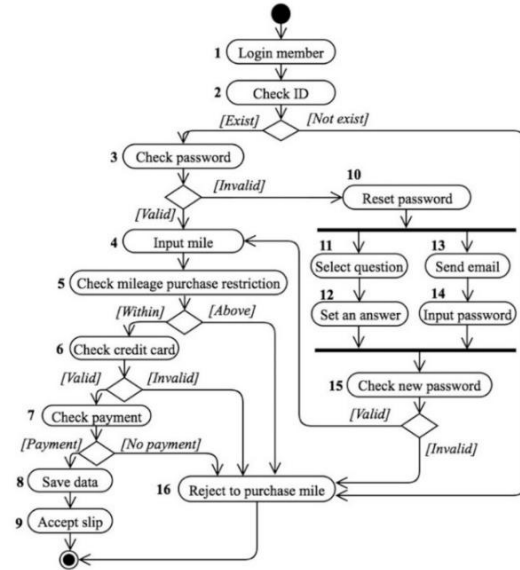 1 Login member
2 Check ID
[Exist] [Not exist]
3 Check password
[Invalid]
10 Reset password
[Valid]
4 Input mile
11 Select question
13 Send email
5 Check mileage purchase restriction
12 Set an answer
14 Input password
[Within] [Above]
6 Check credit card
15 Check new password
[Valid] [Invalid]
[Valid]
7 Check payment
[Invalid]
[Payment] [No payment]
8 Save data
16 Reject to purchase mile
9 Accept slip